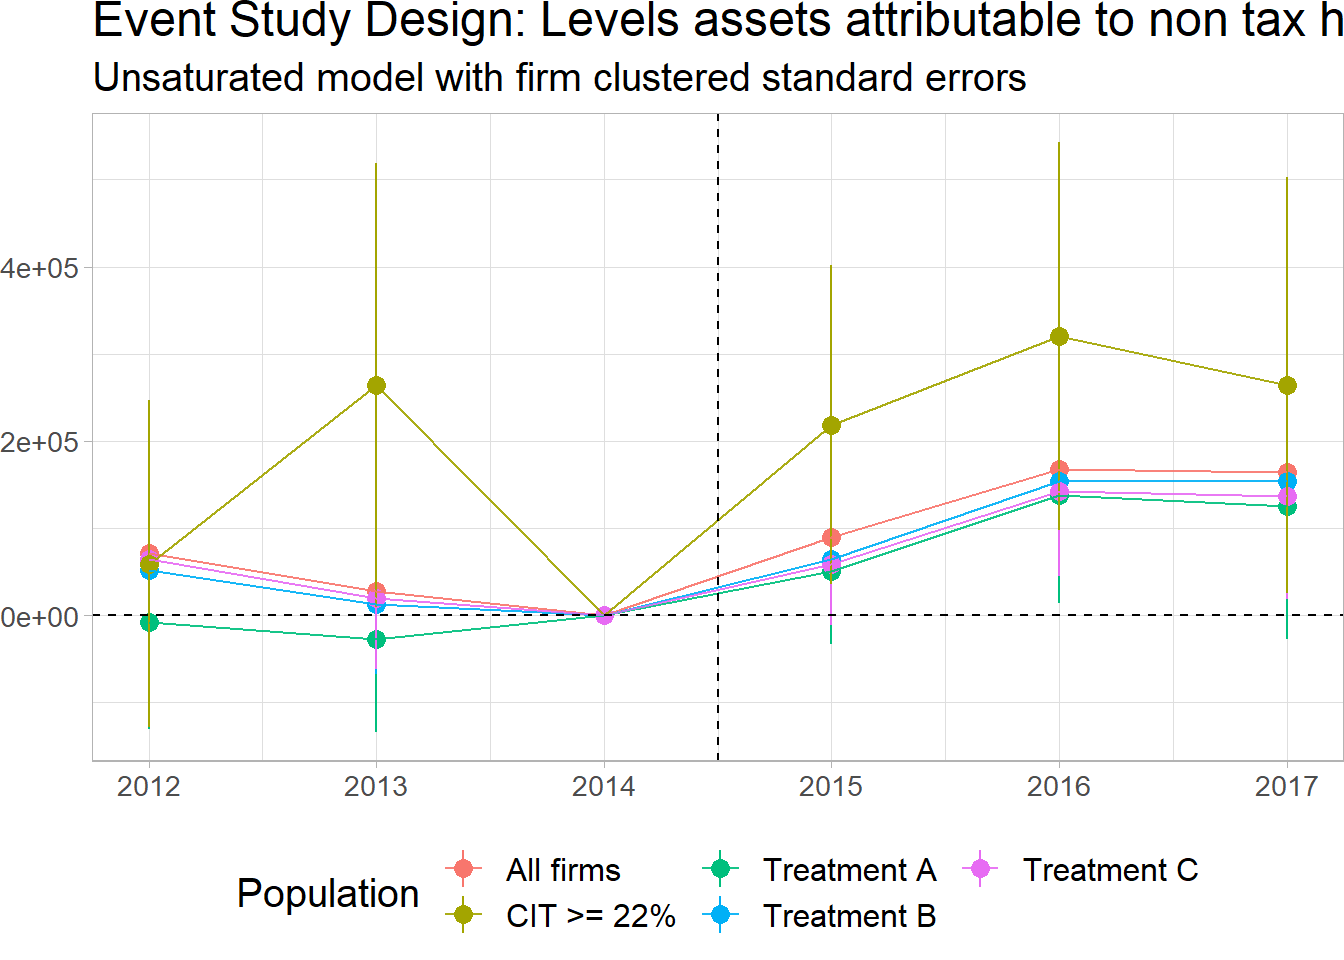 Event Study Design: Levels assets attributable to non tax h
Unsaturated model with firm clustered standard errors
4e+05
2e+05
0e+00
2012 2013 2014 2015 2016 2017
Population
All firms Treatment A Treatment C
CIT >= 22% Treatment B